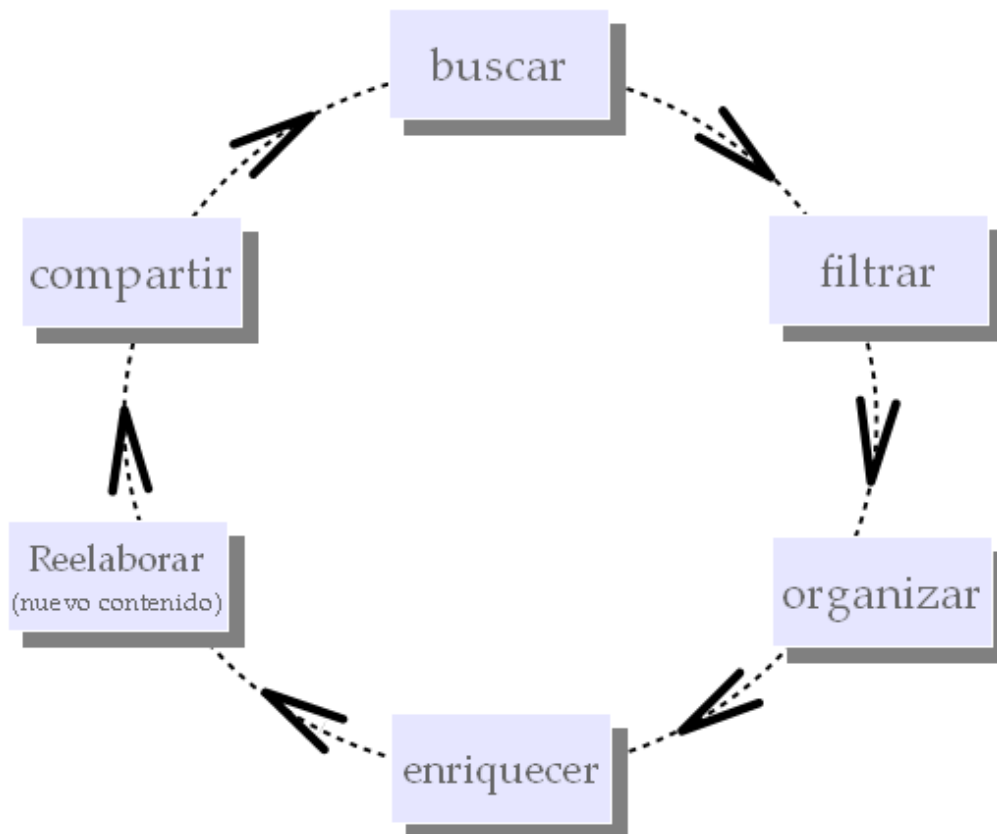 buscar
filtrar
organizar
enriquecer
Reelaborar
(nuevo contenido)
compartir